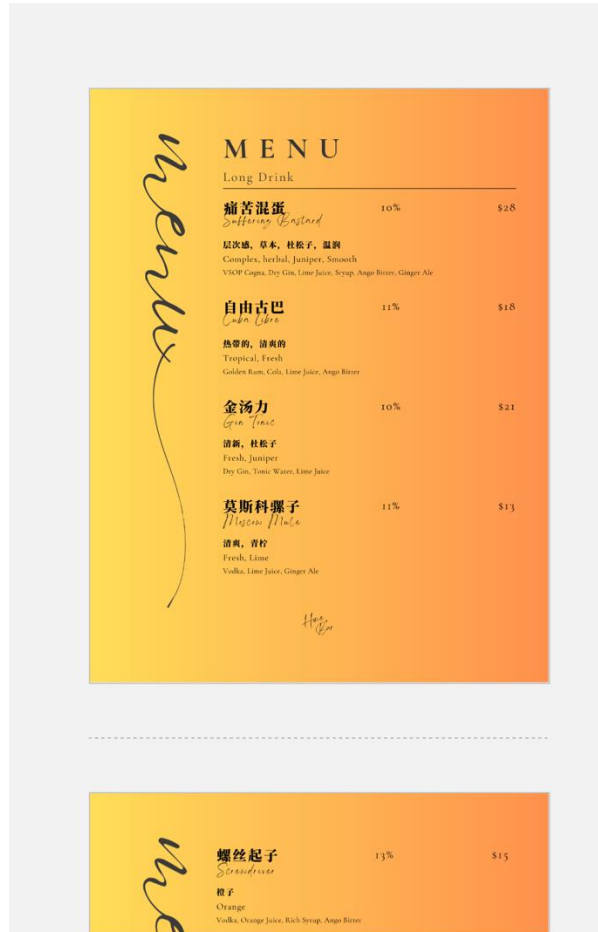 menu
MENU
Long Drink
痛苦混蛋 10% $28
Suffering Bastard
层次感，草本，杜松子，温润
Complex, herbal, Juniper, Smooth
VSOP Cogna, Dry Gin, Lime Juice, Sryup, Ango Bitter, Ginger Ale
自由古巴 11% $18
Cuba Libre
热带的，清爽的
Tropical, Fresh
Golden Rum, Cola, Lime Juice, Ango Bitter
金汤力 10% $21
Gin Tonic
清新，杜松子
Fresh, Juniper
Dry Gin, Tonic Water, Lime Juice
莫斯科骡子 11% $13
Moscow Mule
清爽，青柠
Fresh, Lime
Vodka, Lime Juice, Ginger Ale
Bar
螺丝起子 13% $15
Screwdriver
橙子
Orange
Vodka, Orange Juice, Rich Syrup, Ango Bitter